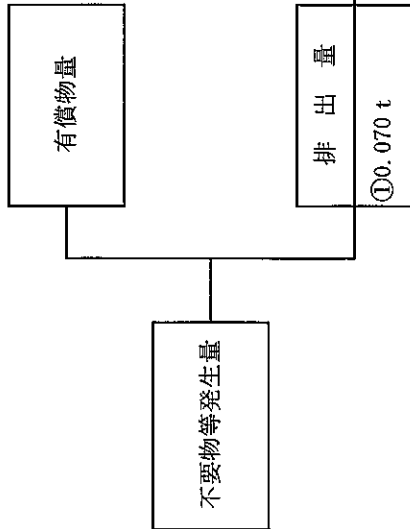 不要物等発生量
有償物量
排出量
①0.070 t